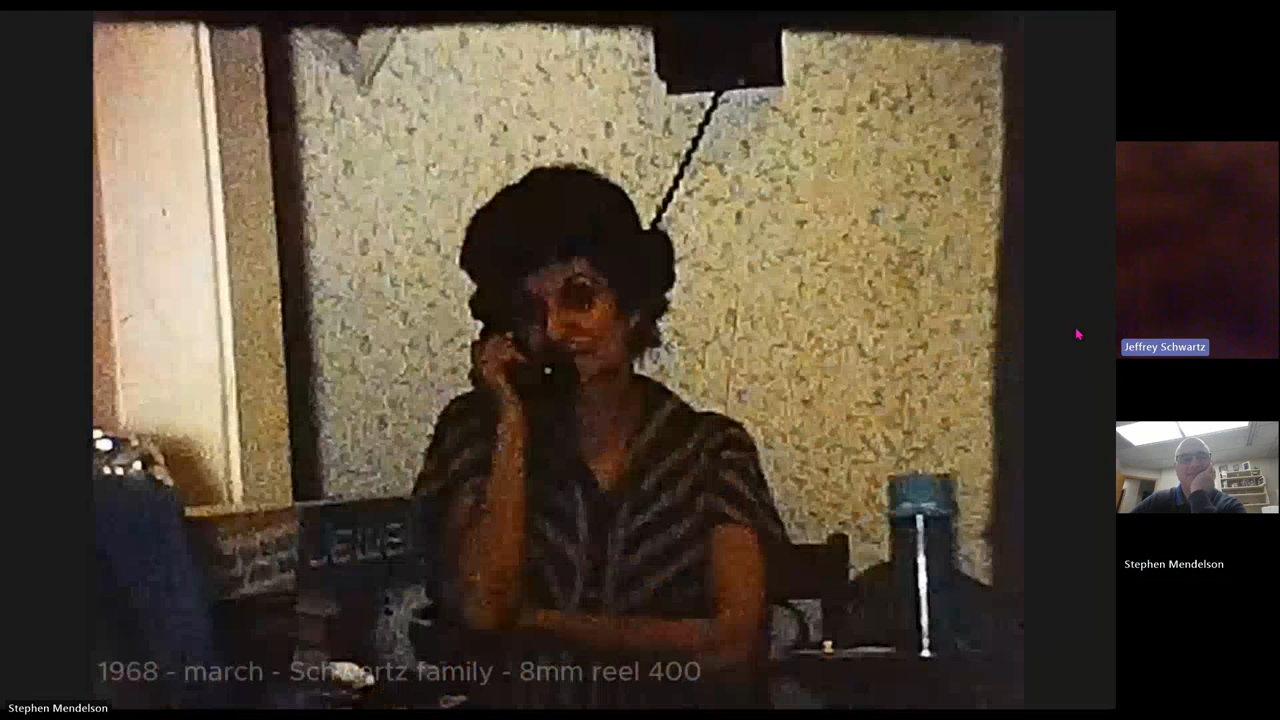 1968 - march - Schwartz family - 8mm reel 400
Jeffrey Schwartz
Stephen Mendelson
Stephen Mendelson